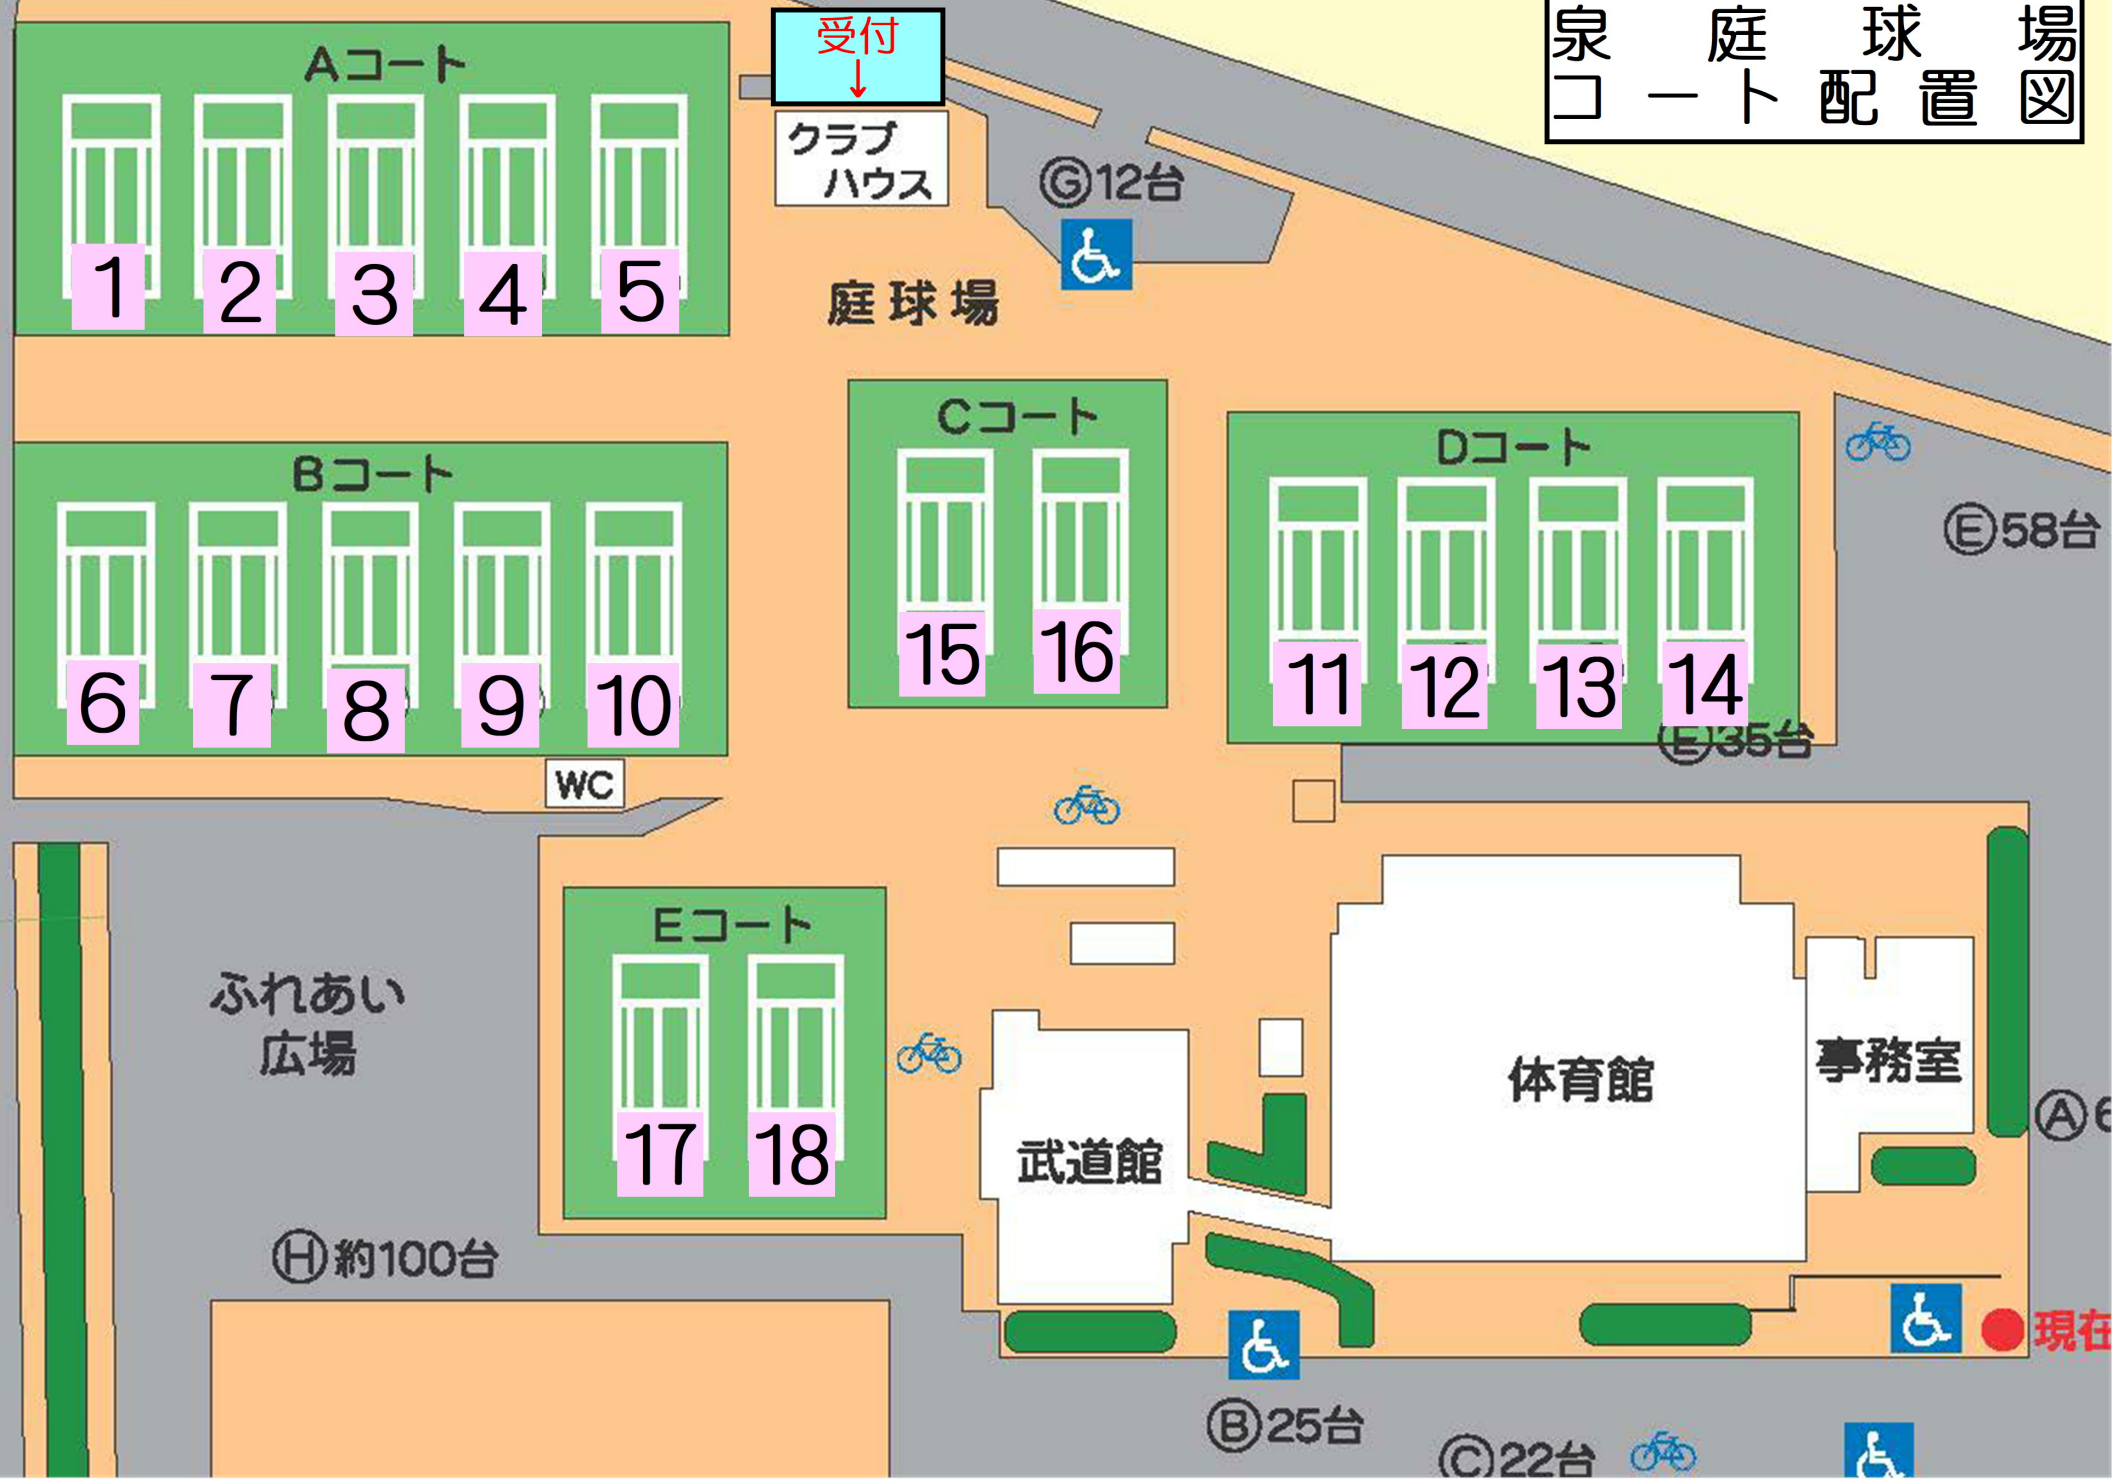 泉庭球場
コート配置図
受付
↓
クラブ
ハウス
Ⓖ12台
庭球場
Aコート
1 2 3 4 5
Bコート
6 7 8 9 10
WC
Cコート
15 16
Dコート
11 12 13 14
Ⓔ58台
Ⓔ35台
Eコート
17 18
ふれあい
広場
Ⓗ約100台
武道館
体育館
事務室
Ⓐ6
現在
Ⓑ25台
Ⓒ22台